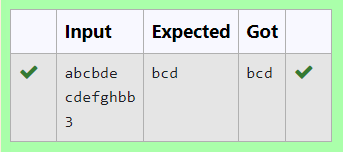 Input Expected Got
abcbde bcd bcd
cdefghbb
3